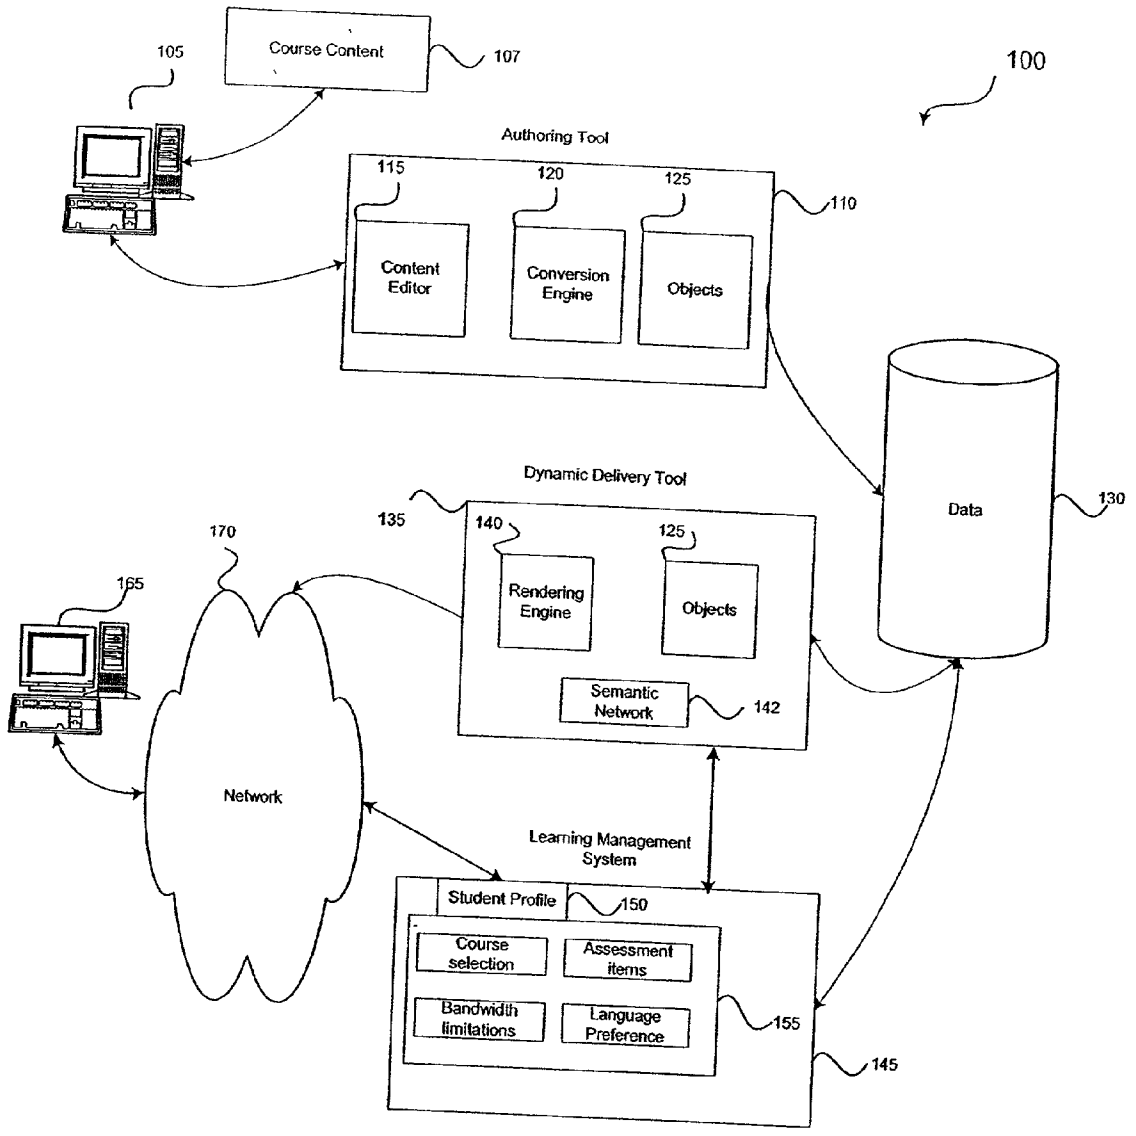 105
Course Content
107
100
Authoring Tool
115
120
125
110
Content
Editor
Conversion
Engine
Objects
Dynamic Delivery Tool
135
140
125
Data
130
170
165
Rendering
Engine
Objects
Semantic
Network
142
Network
Learning Management
System
Student Profile
150
Course
selection
Assessment
items
Bandwidth
limitations
Language
Preference
155
145